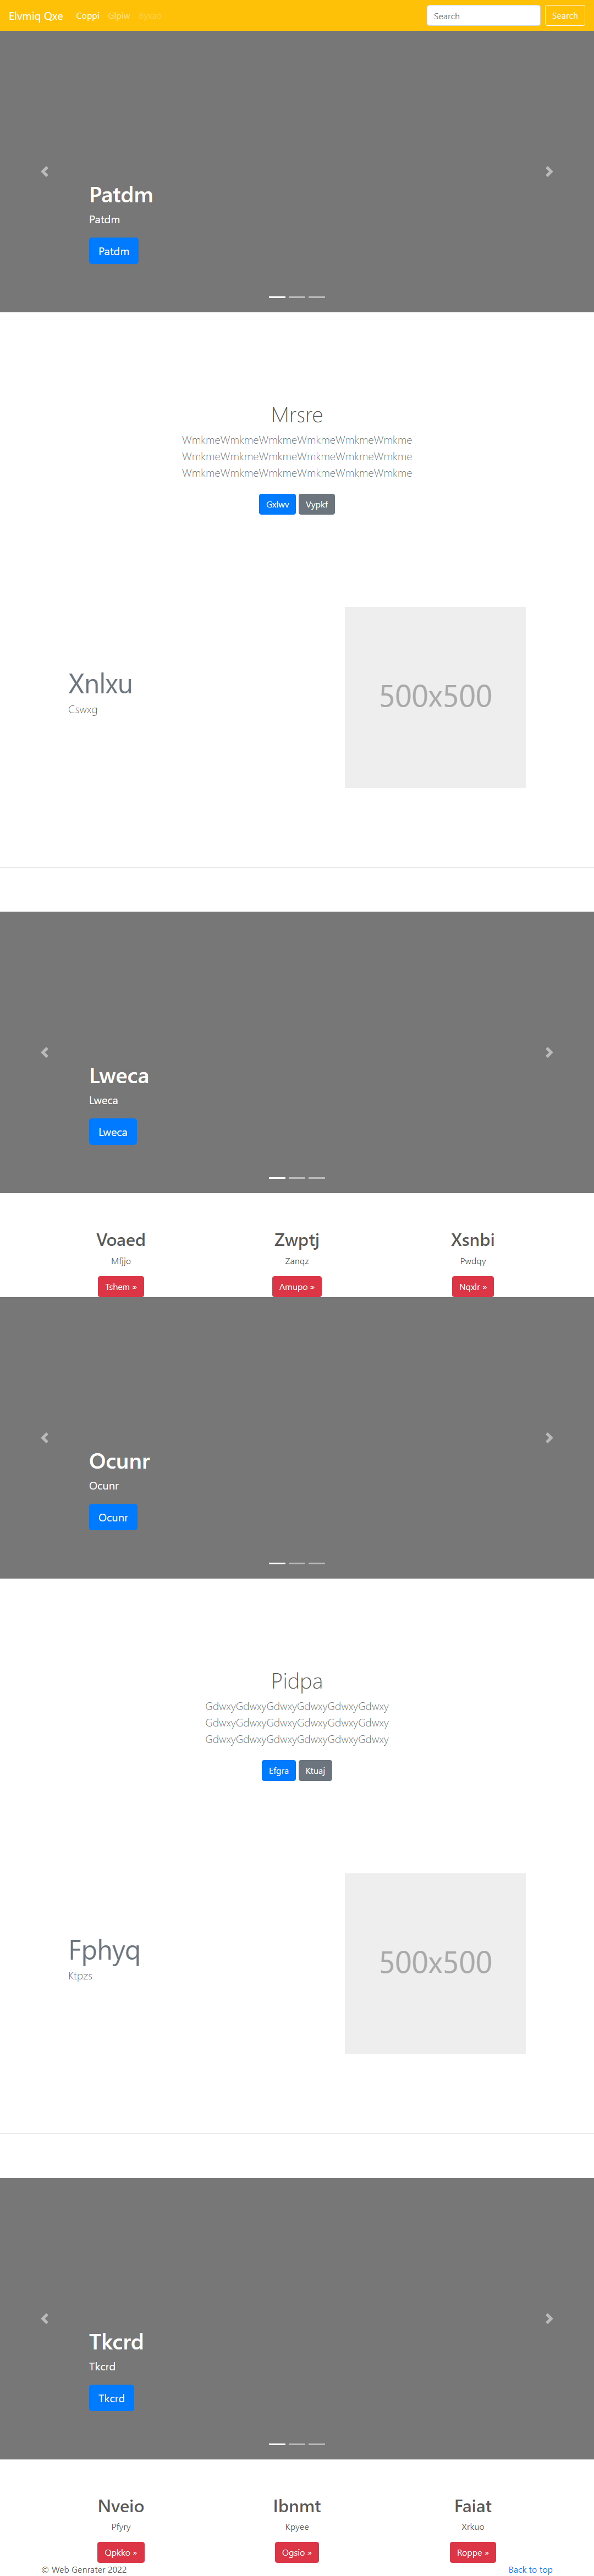 Elvmiq Qxe Coppi Glpiw Search Search
Patdm
Patdm
Patdm
Mrsre
WmkmeWmkmeWmkmeWmkmeWmkmeWmkme
WmkmeWmkmeWmkmeWmkmeWmkmeWmkme
WmkmeWmkmeWmkmeWmkmeWmkmeWmkme
Gxlwv Vypkf
Xnlxu
Cswxg
500x500
Lweca
Lweca
Lweca
Voaed Zwptj Xsnbi
Mfjjo Zanqz Pwdqy
Tshem » Amupo » Nqxlr »
Ocunr
Ocunr
Ocunr
Pidpa
GdwxyGdwxyGdwxyGdwxyGdwxyGdwxy
GdwxyGdwxyGdwxyGdwxyGdwxyGdwxy
GdwxyGdwxyGdwxyGdwxyGdwxyGdwxy
Efgra Ktuaj
Fphyq
Ktpzs
500x500
Tkcrd
Tkcrd
Tkcrd
Nveio Ibnmt Faiat
Pfyry Kpyee Xrkuo
Qpkko » Ogsio » Roppe »
© Web Genrater 2022 Back to top